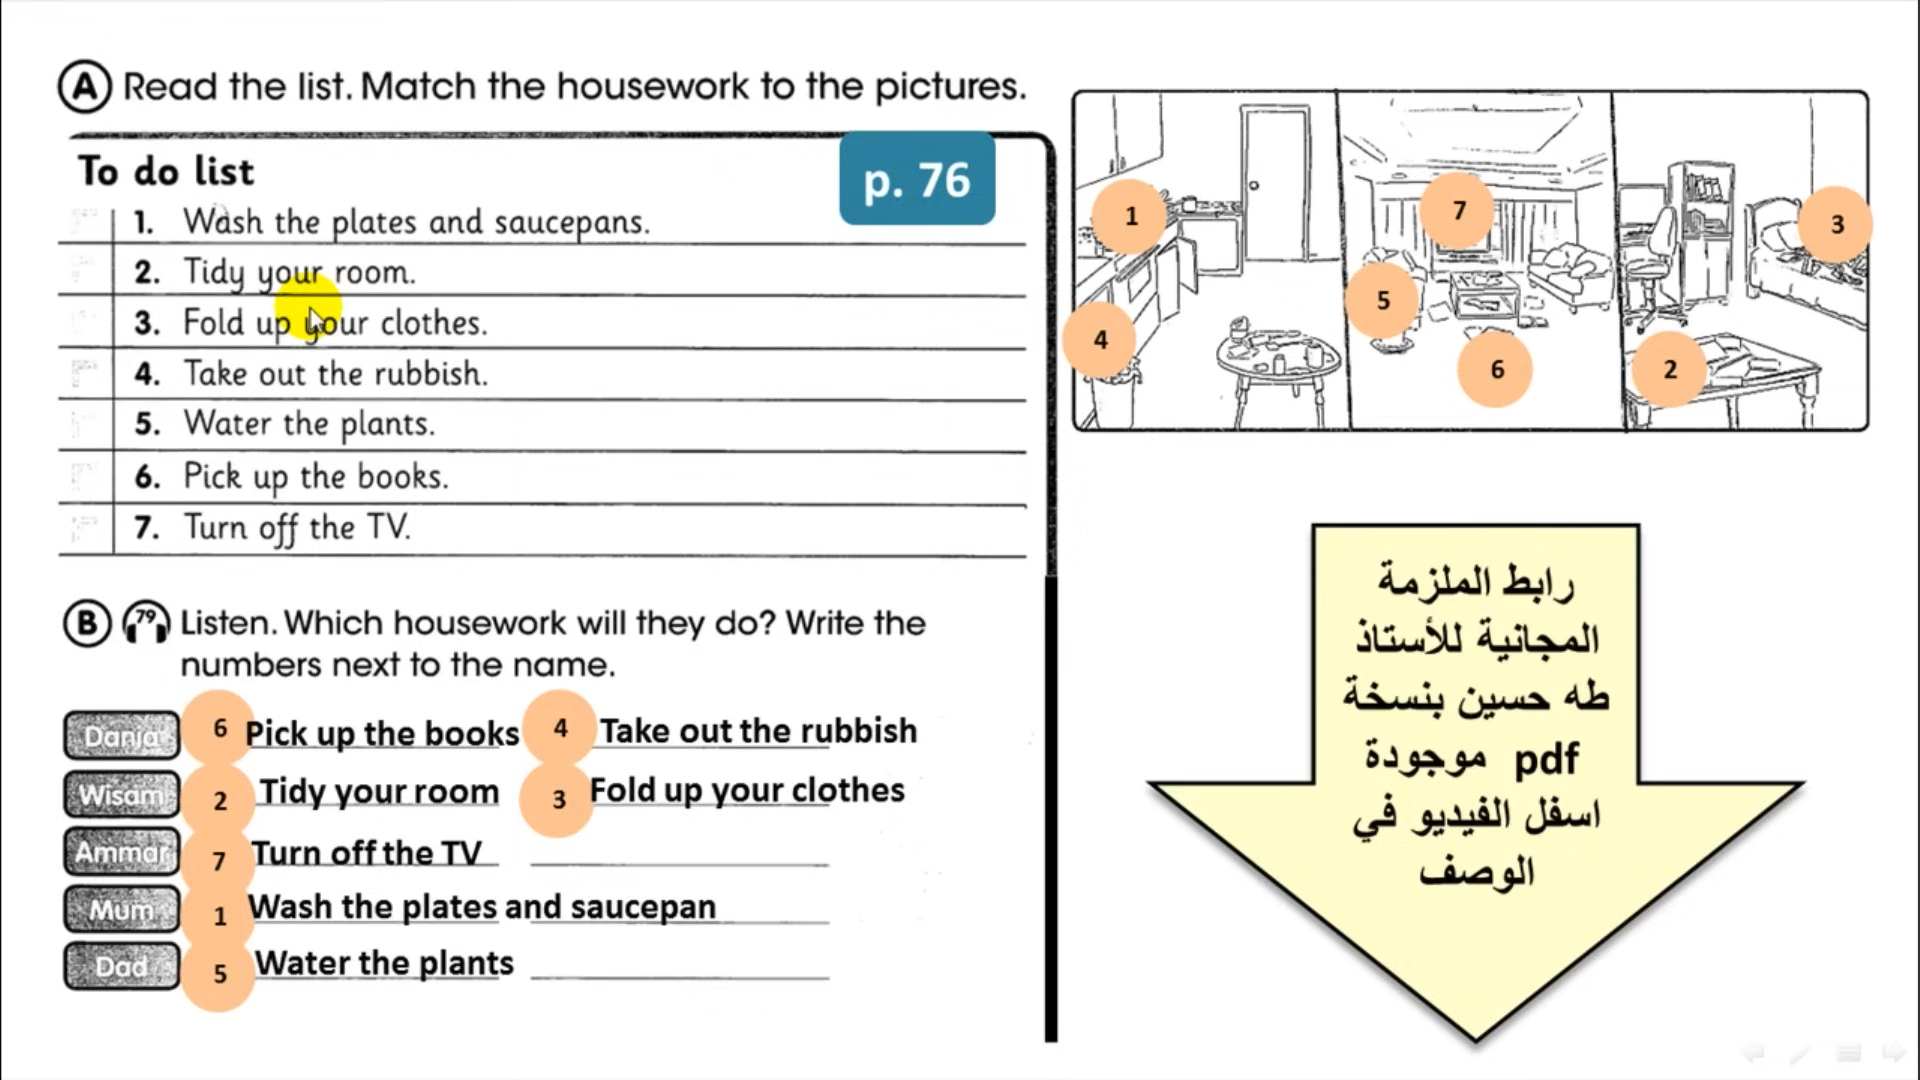 A Read the list. Match the housework to the pictures.
To do list
p. 76
1. Wash the plates and saucepans.
2. Tidy your room.
3. Fold up your clothes.
4. Take out the rubbish.
5. Water the plants.
6. Pick up the books.
7. Turn off the TV.
1
4
7
5
6
3
2
B 79 Listen. Which housework will they do? Write the
numbers next to the name.
Dania 6 Pick up the books 4 Take out the rubbish
Wisam 2 Tidy your room 3 Fold up your clothes
Ammar 7 Turn off the TV
Mum 1 Wash the plates and saucepan
Dad 5 Water the plants
رابط الملزمة
المجانية للأستاذ
طه حسين بنسخة
pdf موجودة
اسفل الفيديو في
الوصف